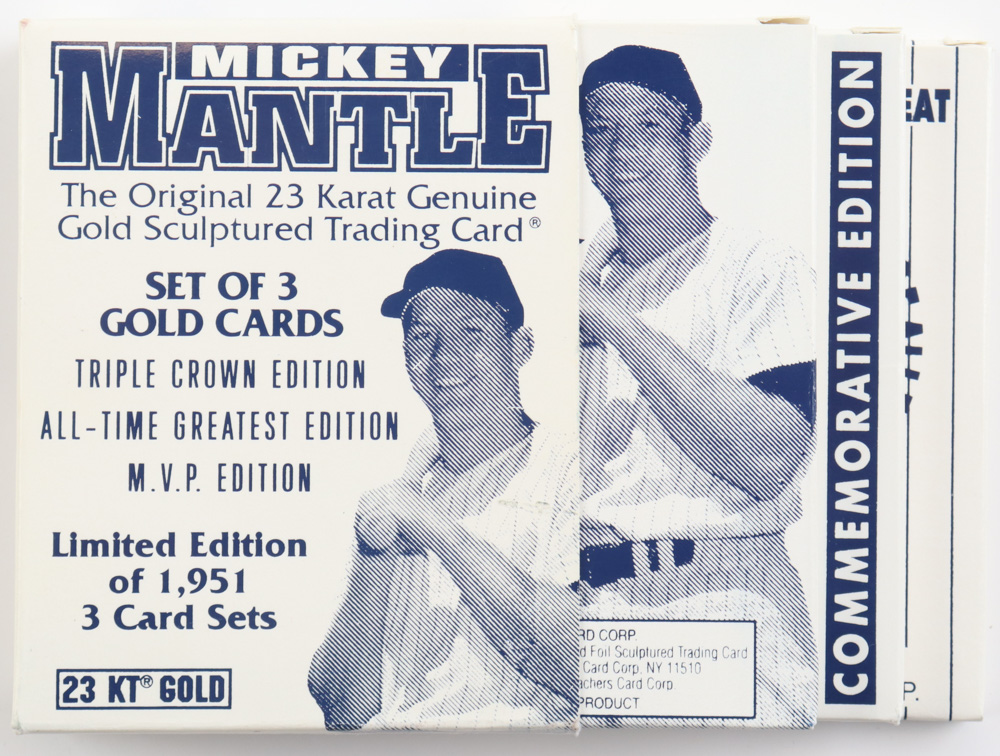 MICKEY
MANTLE
The Original 23 Karat Genuine
Gold Sculptured Trading Card®
SET OF 3
GOLD CARDS
TRIPLE CROWN EDITION
ALL-TIME GREATEST EDITION
M.V.P. EDITION
Limited Edition
of 1,951
3 Card Sets
23 KT® GOLD
RD CORP.
d Foil Sculptured Trading Card
Card Corp. NY 11510
achers Card Corp.
PRODUCT
COMMEMORATIVE EDITION
EAT
P.